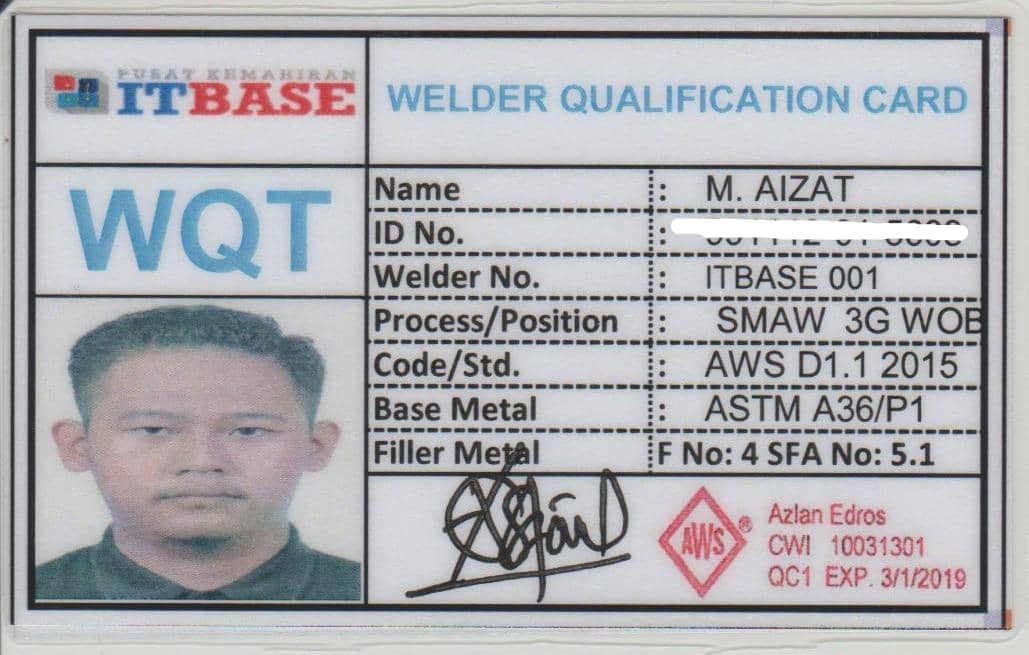 PUSAT KEMAHIRAN
ITBASE
WELDER QUALIFICATION CARD
WQT
Name : M. AIZAT
ID No. :
Welder No. : ITBASE 001
Process/Position : SMAW 3G WOB
Code/Std. : AWS D1.1 2015
Base Metal : ASTM A36/P1
Filler Metal F No: 4 SFA No: 5.1
AWS ® Azlan Edros
CWI 10031301
QC1 EXP. 3/1/2019